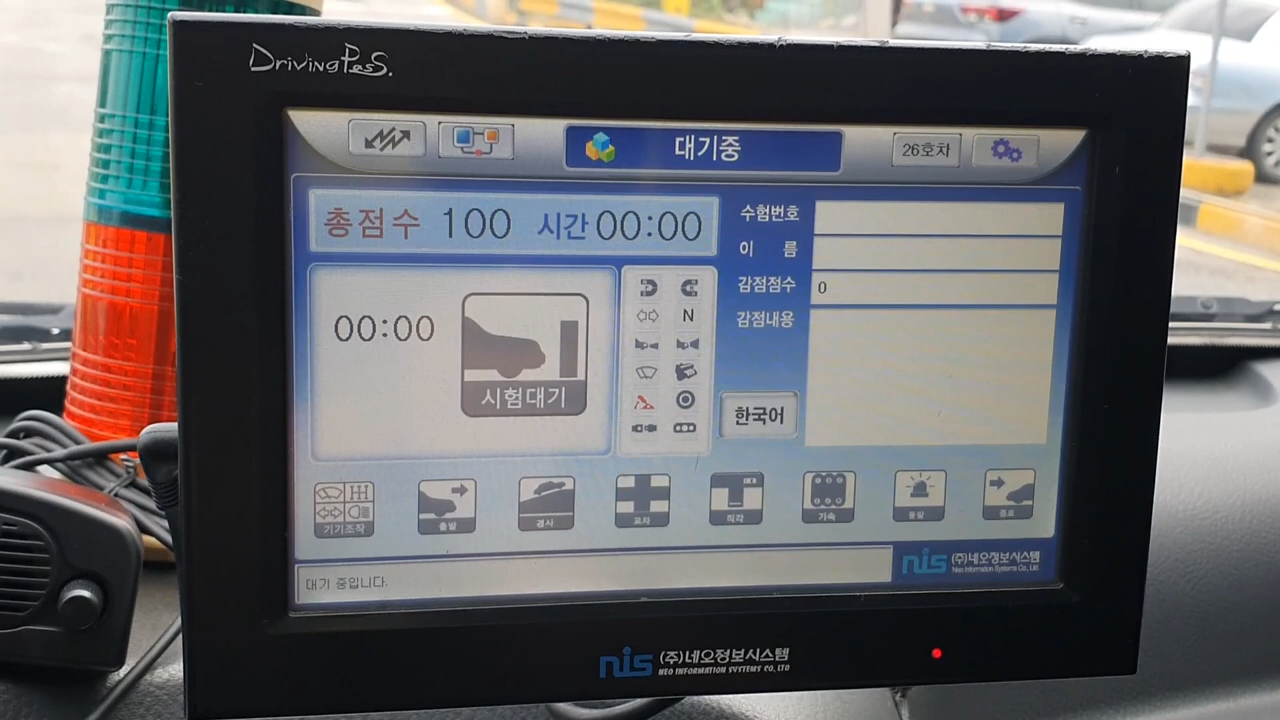 DrivingPass.
대기중
26호차
총점수 100 시간 00:00
수험번호
이 름
감점점수 0
감점내용
00:00
시험대기
N
한국어
기기조작 출발 경사 교차 직각 가속 돌발 종료
대기 중입니다.
nis (주)네오정보시스템
Neo Information Systems Co., Ltd.
nis (주)네오정보시스템
NEO INFORMATION SYSTEMS CO, LTD